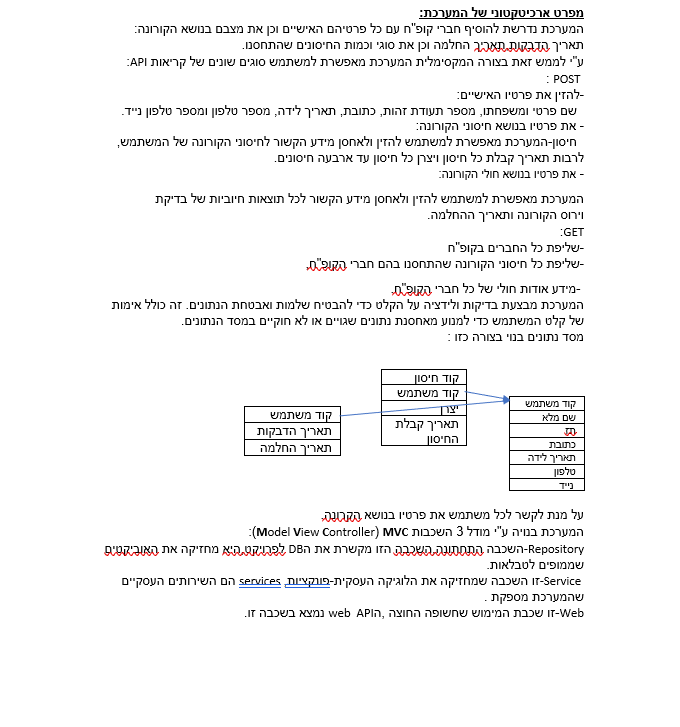 מפרט ארכיטקטוני של המערכת:
המערכת נדרשת להוסיף חברי קופ"ח עם כל פרטיהם האישיים וכן את מצבם בנושא הקורונה:
תאריך הדבקות,תאריך החלמה וכן את סוגי וכמות החיסונים שהתחסנו.
ע"י לממש זאת בצורה המקסימלית המערכת מאפשרת למשתמש סוגים שונים של קריאות API:
POST :
-להזין את פרטיו האישיים:
שם פרטי ומשפחתו, מספר תעודת זהות, כתובת, תאריך לידה, מספר טלפון ומספר טלפון נייד.
- את פרטיו בנושא חיסוני הקורונה:
חיסון-המערכת מאפשרת למשתמש להזין ולאחסן מידע הקשור לחיסוני הקורונה של המשתמש,
לרבות תאריך קבלת כל חיסון ויצרן כל חיסון עד ארבעה חיסונים.
- את פרטיו בנושא חולי הקורונה:
המערכת מאפשרת למשתמש להזין ולאחסן מידע הקשור לכל תוצאות חיוביות של בדיקת
וירוס הקורונה ותאריך ההחלמה.
GET:
-שליפת כל החברים בקופ"ח
-שליפת כל חיסוני הקורונה שהתחסנו בהם חברי הקופ"ח.
-מידע אודות חולי של כל חברי הקופ"ח.
המערכת מבצעת בדיקות ולידציה על הקלט כדי להבטיח שלמות ואבטחת הנתונים. זה כולל אימות
של קלט המשתמש כדי למנוע מאחסנת נתונים שגויים או לא חוקיים במסד הנתונים.
מסד נתונים בנוי בצורה כזו :
קוד חיסון
קוד משתמש
יצרן
תאריך קבלת
החיסון
קוד משתמש
שם מלא
תז
כתובת
תאריך לידה
טלפון
נייד
קוד משתמש
תאריך הדבקות
תאריך החלמה
על מנת לקשר לכל משתמש את פרטיו בנושא הקרונה.
המערכת בנויה ע"י מודל 3 השכבות MVC (Model View Controller):
Repository-השכבה התחתונה.השכבה הזו מקשרת את הDB לפרויקט.היא מחזיקה את האוביקטים
שממופים לטבלאות.
Service-זו השכבה שמחזיקה את הלוגיקה העסקית-פונקציות, services הם השירותים העסקיים
שהמערכת מספקת .
Web-זו שכבת המימוש שחשופה החוצה ,הweb API נמצא בשכבה זו.